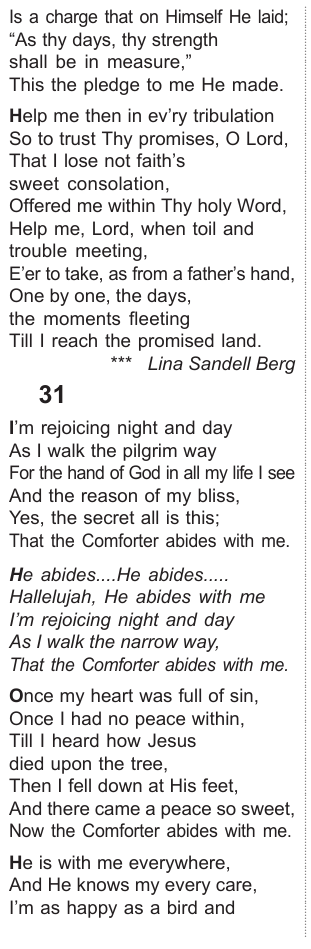 Is a charge that on Himself He laid;
“As thy days, thy strength
shall be in measure,”
This the pledge to me He made.
Help me then in ev’ry tribulation
So to trust Thy promises, O Lord,
That I lose not faith’s
sweet consolation,
Offered me within Thy holy Word,
Help me, Lord, when toil and
trouble meeting,
E’er to take, as from a father’s hand,
One by one, the days,
the moments fleeting
Till I reach the promised land.
*** Lina Sandell Berg
31
I’m rejoicing night and day
As I walk the pilgrim way
For the hand of God in all my life I see
And the reason of my bliss,
Yes, the secret all is this;
That the Comforter abides with me.
He abides....He abides.....
Hallelujah, He abides with me
I’m rejoicing night and day
As I walk the narrow way,
That the Comforter abides with me.
Once my heart was full of sin,
Once I had no peace within,
Till I heard how Jesus
died upon the tree,
Then I fell down at His feet,
And there came a peace so sweet,
Now the Comforter abides with me.
He is with me everywhere,
And He knows my every care,
I’m as happy as a bird and